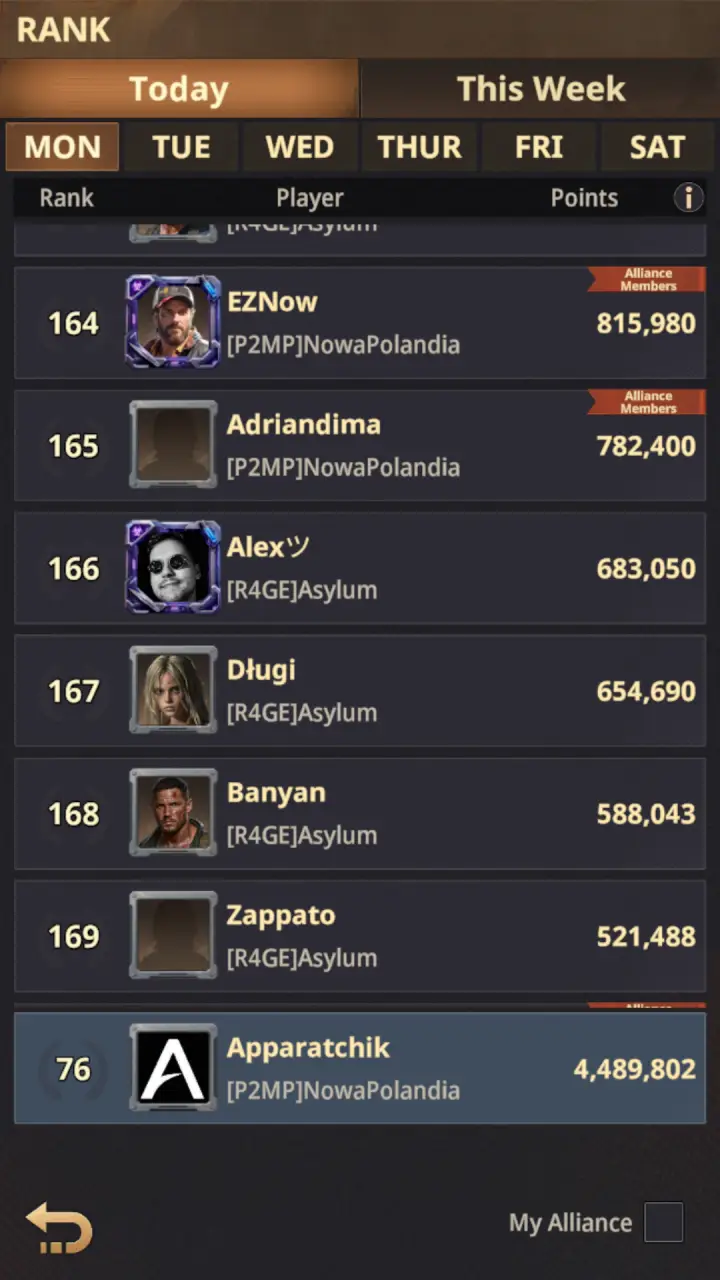 RANK
Today
This Week
MON TUE WED THUR FRI SAT
Rank Player Points
[R4GE]Asylum
Alliance
Members
164 EZNow 815,980
[P2MP]NowaPolandia
Alliance
Members
165 Adriandima 782,400
[P2MP]NowaPolandia
166 Alexツ 683,050
[R4GE]Asylum
167 Długi 654,690
[R4GE]Asylum
168 Banyan 588,043
[R4GE]Asylum
169 Zappato 521,488
[R4GE]Asylum
Alliance
76 Apparatchik 4,489,802
[P2MP]NowaPolandia
My Alliance